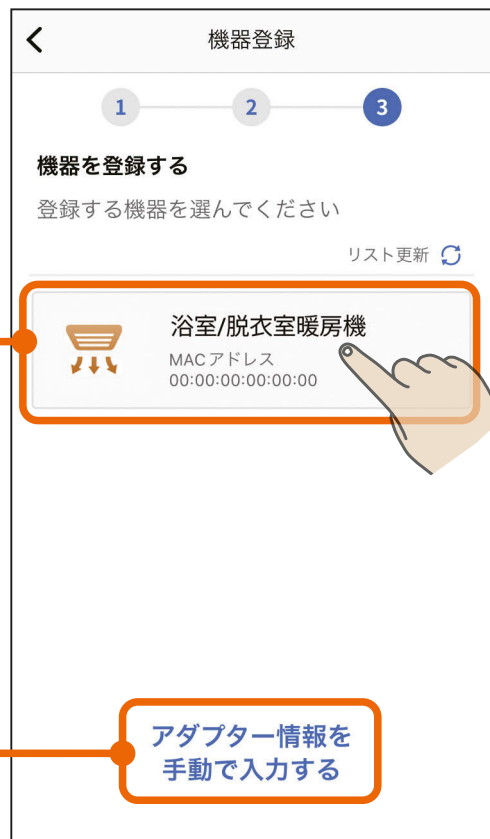 機器登録
1 2 3
機器を登録する
登録する機器を選んでください
リスト更新
浴室/脱衣室暖房機
MACアドレス
00:00:00:00:00:00
アダプター情報を
手動で入力する